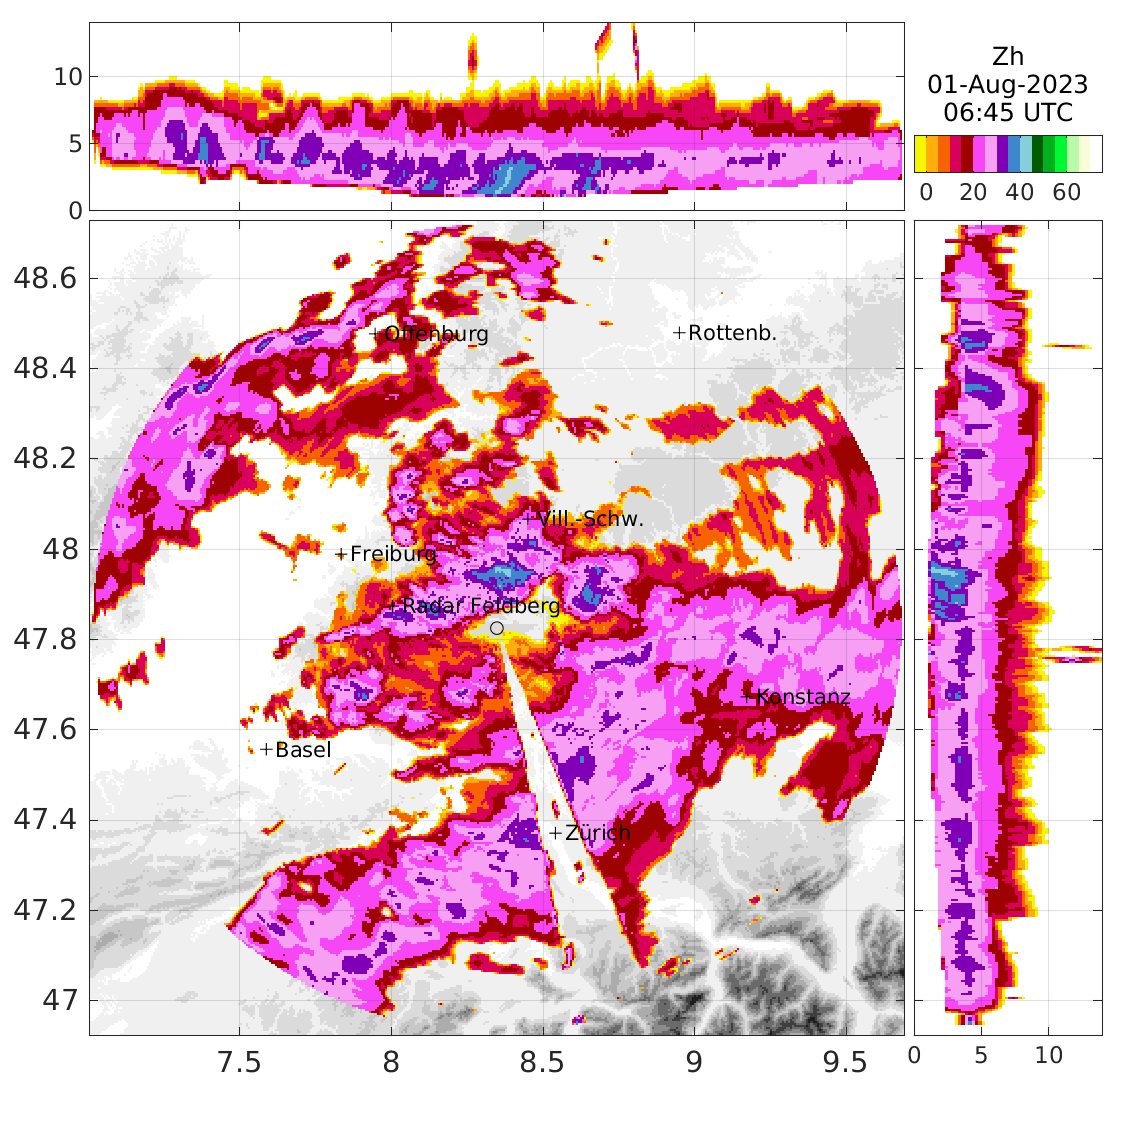 Zh
01-Aug-2023
06:45 UTC
0 20 40 60
10
5
0
48.6
48.4
48.2
48
47.8
47.6
47.4
47.2
47
+Offenburg
+Rottenb.
+Vill.-Schw.
+Freiburg
+Radar Feldberg
+Konstanz
+Basel
+Zürich
7.5 8 8.5 9 9.5
0 5 10